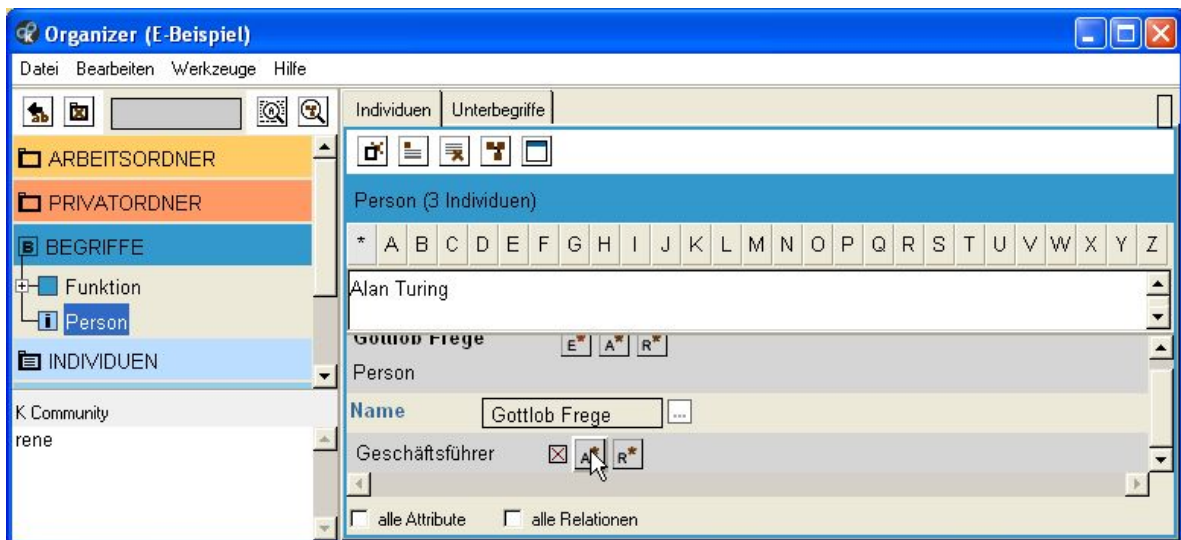 Organizer (E-Beispiel)
Datei Bearbeiten Werkzeuge Hilfe
ARBEITSORDNER
PRIVATORDNER
B BEGRIFFE
Funktion
i Person
INDIVIDUEN
K Community
rene
Individuen Unterbegriffe
Person (3 Individuen)
* A B C D E F G H I J K L M N O P Q R S T U V W X Y Z
Alan Turing
Gottlob Frege E* A* R*
Person
Name Gottlob Frege ...
Geschäftsführer A* R*
alle Attribute alle Relationen